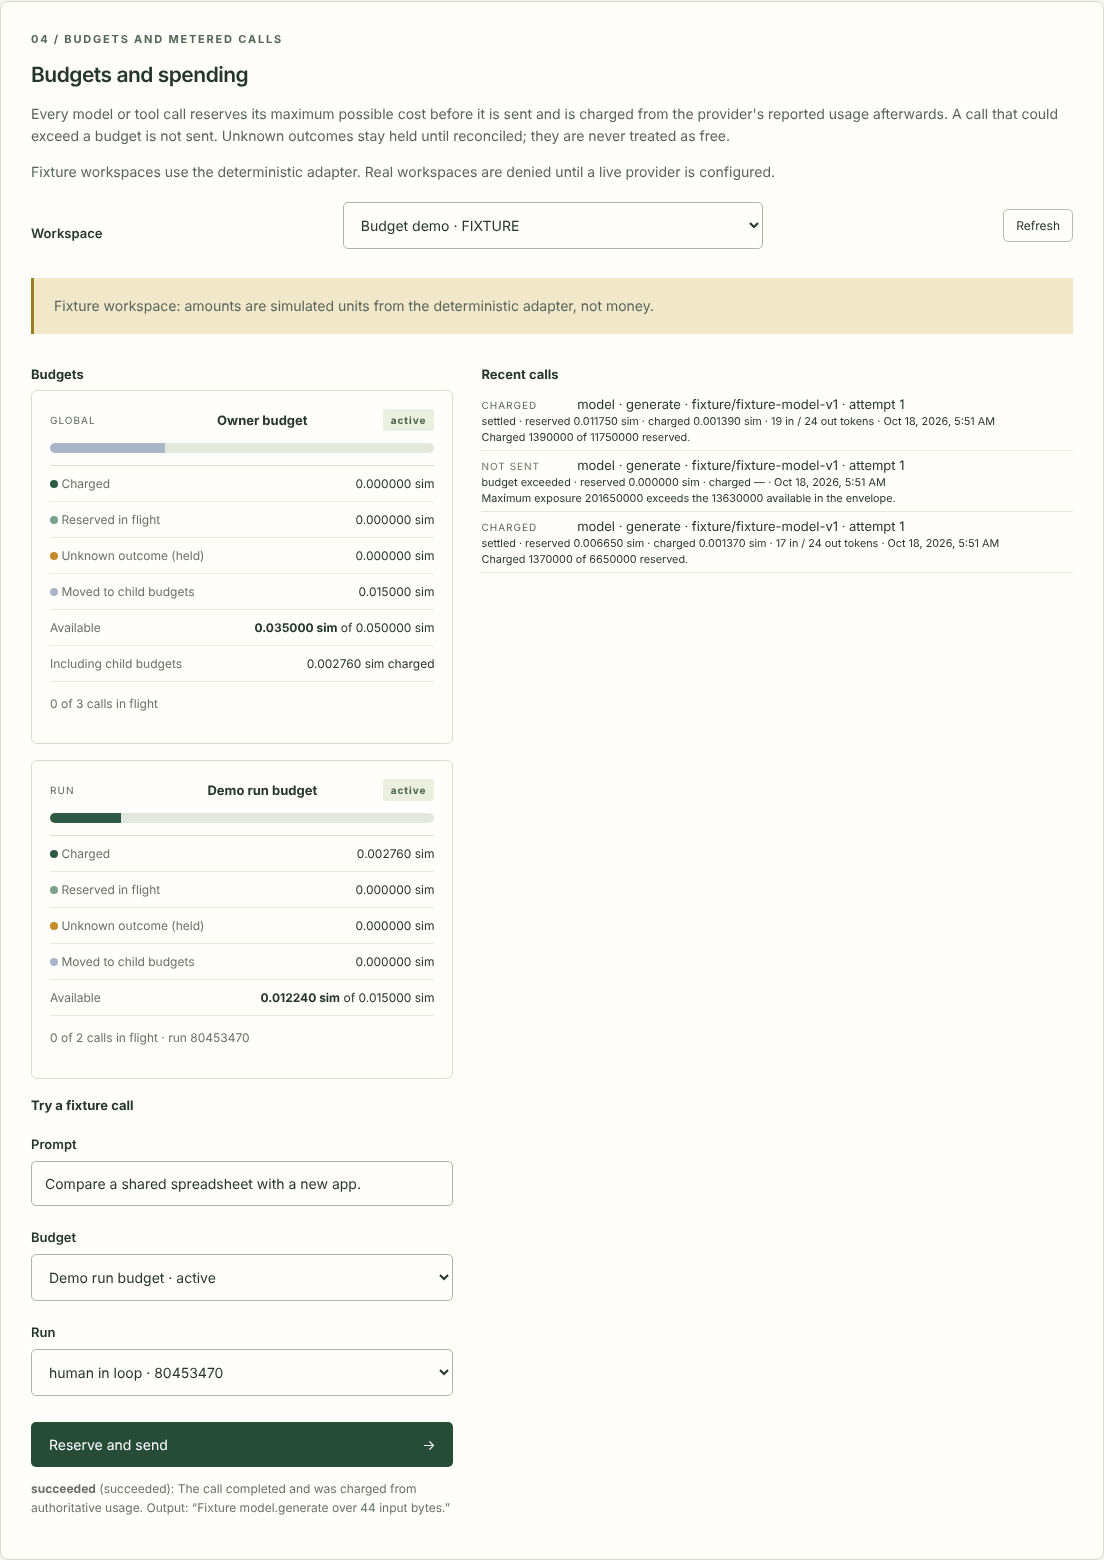 04 / BUDGETS AND METERED CALLS
Budgets and spending
Every model or tool call reserves its maximum possible cost before it is sent and is charged from the provider's reported usage afterwards. A call that could
exceed a budget is not sent. Unknown outcomes stay held until reconciled; they are never treated as free.
Fixture workspaces use the deterministic adapter. Real workspaces are denied until a live provider is configured.
Workspace
Budget demo · FIXTURE
Refresh
Fixture workspace: amounts are simulated units from the deterministic adapter, not money.
Budgets
GLOBAL Owner budget active
Charged 0.000000 sim
Reserved in flight 0.000000 sim
Unknown outcome (held) 0.000000 sim
Moved to child budgets 0.015000 sim
Available 0.035000 sim of 0.050000 sim
Including child budgets 0.002760 sim charged
0 of 3 calls in flight
RUN Demo run budget active
Charged 0.002760 sim
Reserved in flight 0.000000 sim
Unknown outcome (held) 0.000000 sim
Moved to child budgets 0.000000 sim
Available 0.012240 sim of 0.015000 sim
0 of 2 calls in flight · run 80453470
Try a fixture call
Prompt
Compare a shared spreadsheet with a new app.
Budget
Demo run budget · active
Run
human in loop · 80453470
Reserve and send →
succeeded (succeeded): The call completed and was charged from
authoritative usage. Output: “Fixture model.generate over 44 input bytes.”
Recent calls
CHARGED model · generate · fixture/fixture-model-v1 · attempt 1
settled · reserved 0.011750 sim · charged 0.001390 sim · 19 in / 24 out tokens · Oct 18, 2026, 5:51 AM
Charged 1390000 of 11750000 reserved.
NOT SENT model · generate · fixture/fixture-model-v1 · attempt 1
budget exceeded · reserved 0.000000 sim · charged — · Oct 18, 2026, 5:51 AM
Maximum exposure 201650000 exceeds the 13630000 available in the envelope.
CHARGED model · generate · fixture/fixture-model-v1 · attempt 1
settled · reserved 0.006650 sim · charged 0.001370 sim · 17 in / 24 out tokens · Oct 18, 2026, 5:51 AM
Charged 1370000 of 6650000 reserved.